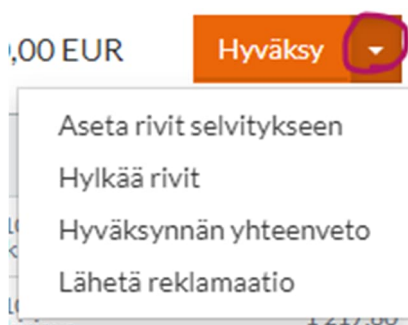 ,00 EUR
Hyväksy
Aseta rivit selvitykseen
Hylkää rivit
Hyväksynnän yhteenveto
Lähetä reklamaatio